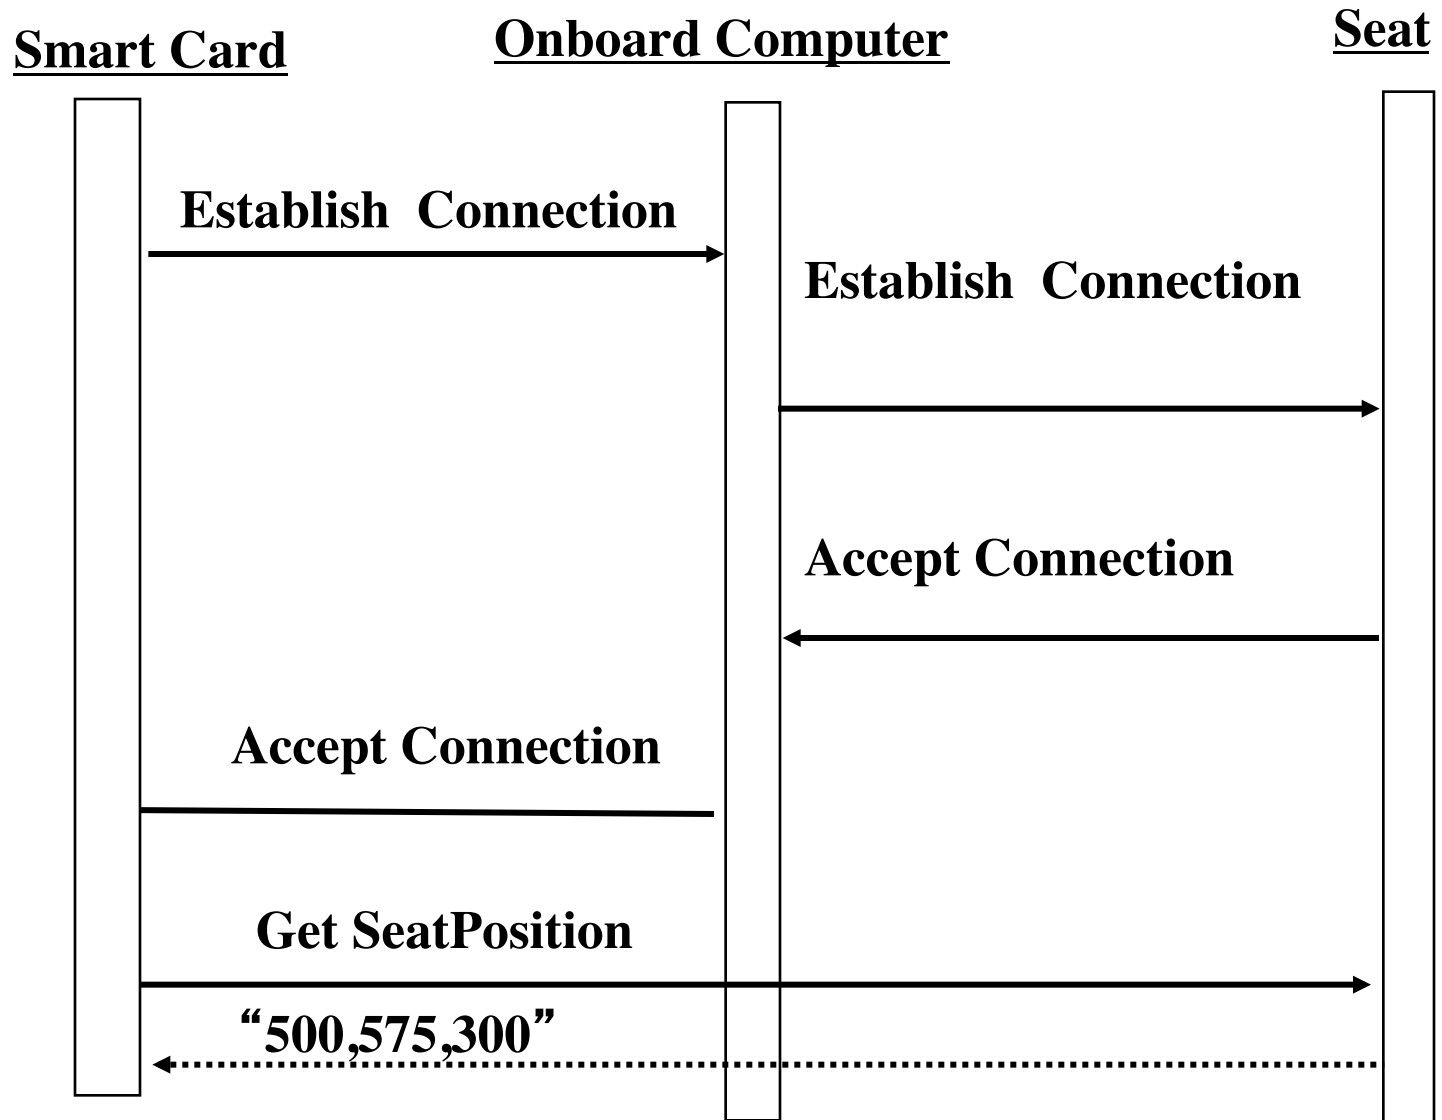 Smart Card
Onboard Computer
Seat
Establish Connection
Establish Connection
Accept Connection
Accept Connection
Get SeatPosition
“500,575,300”